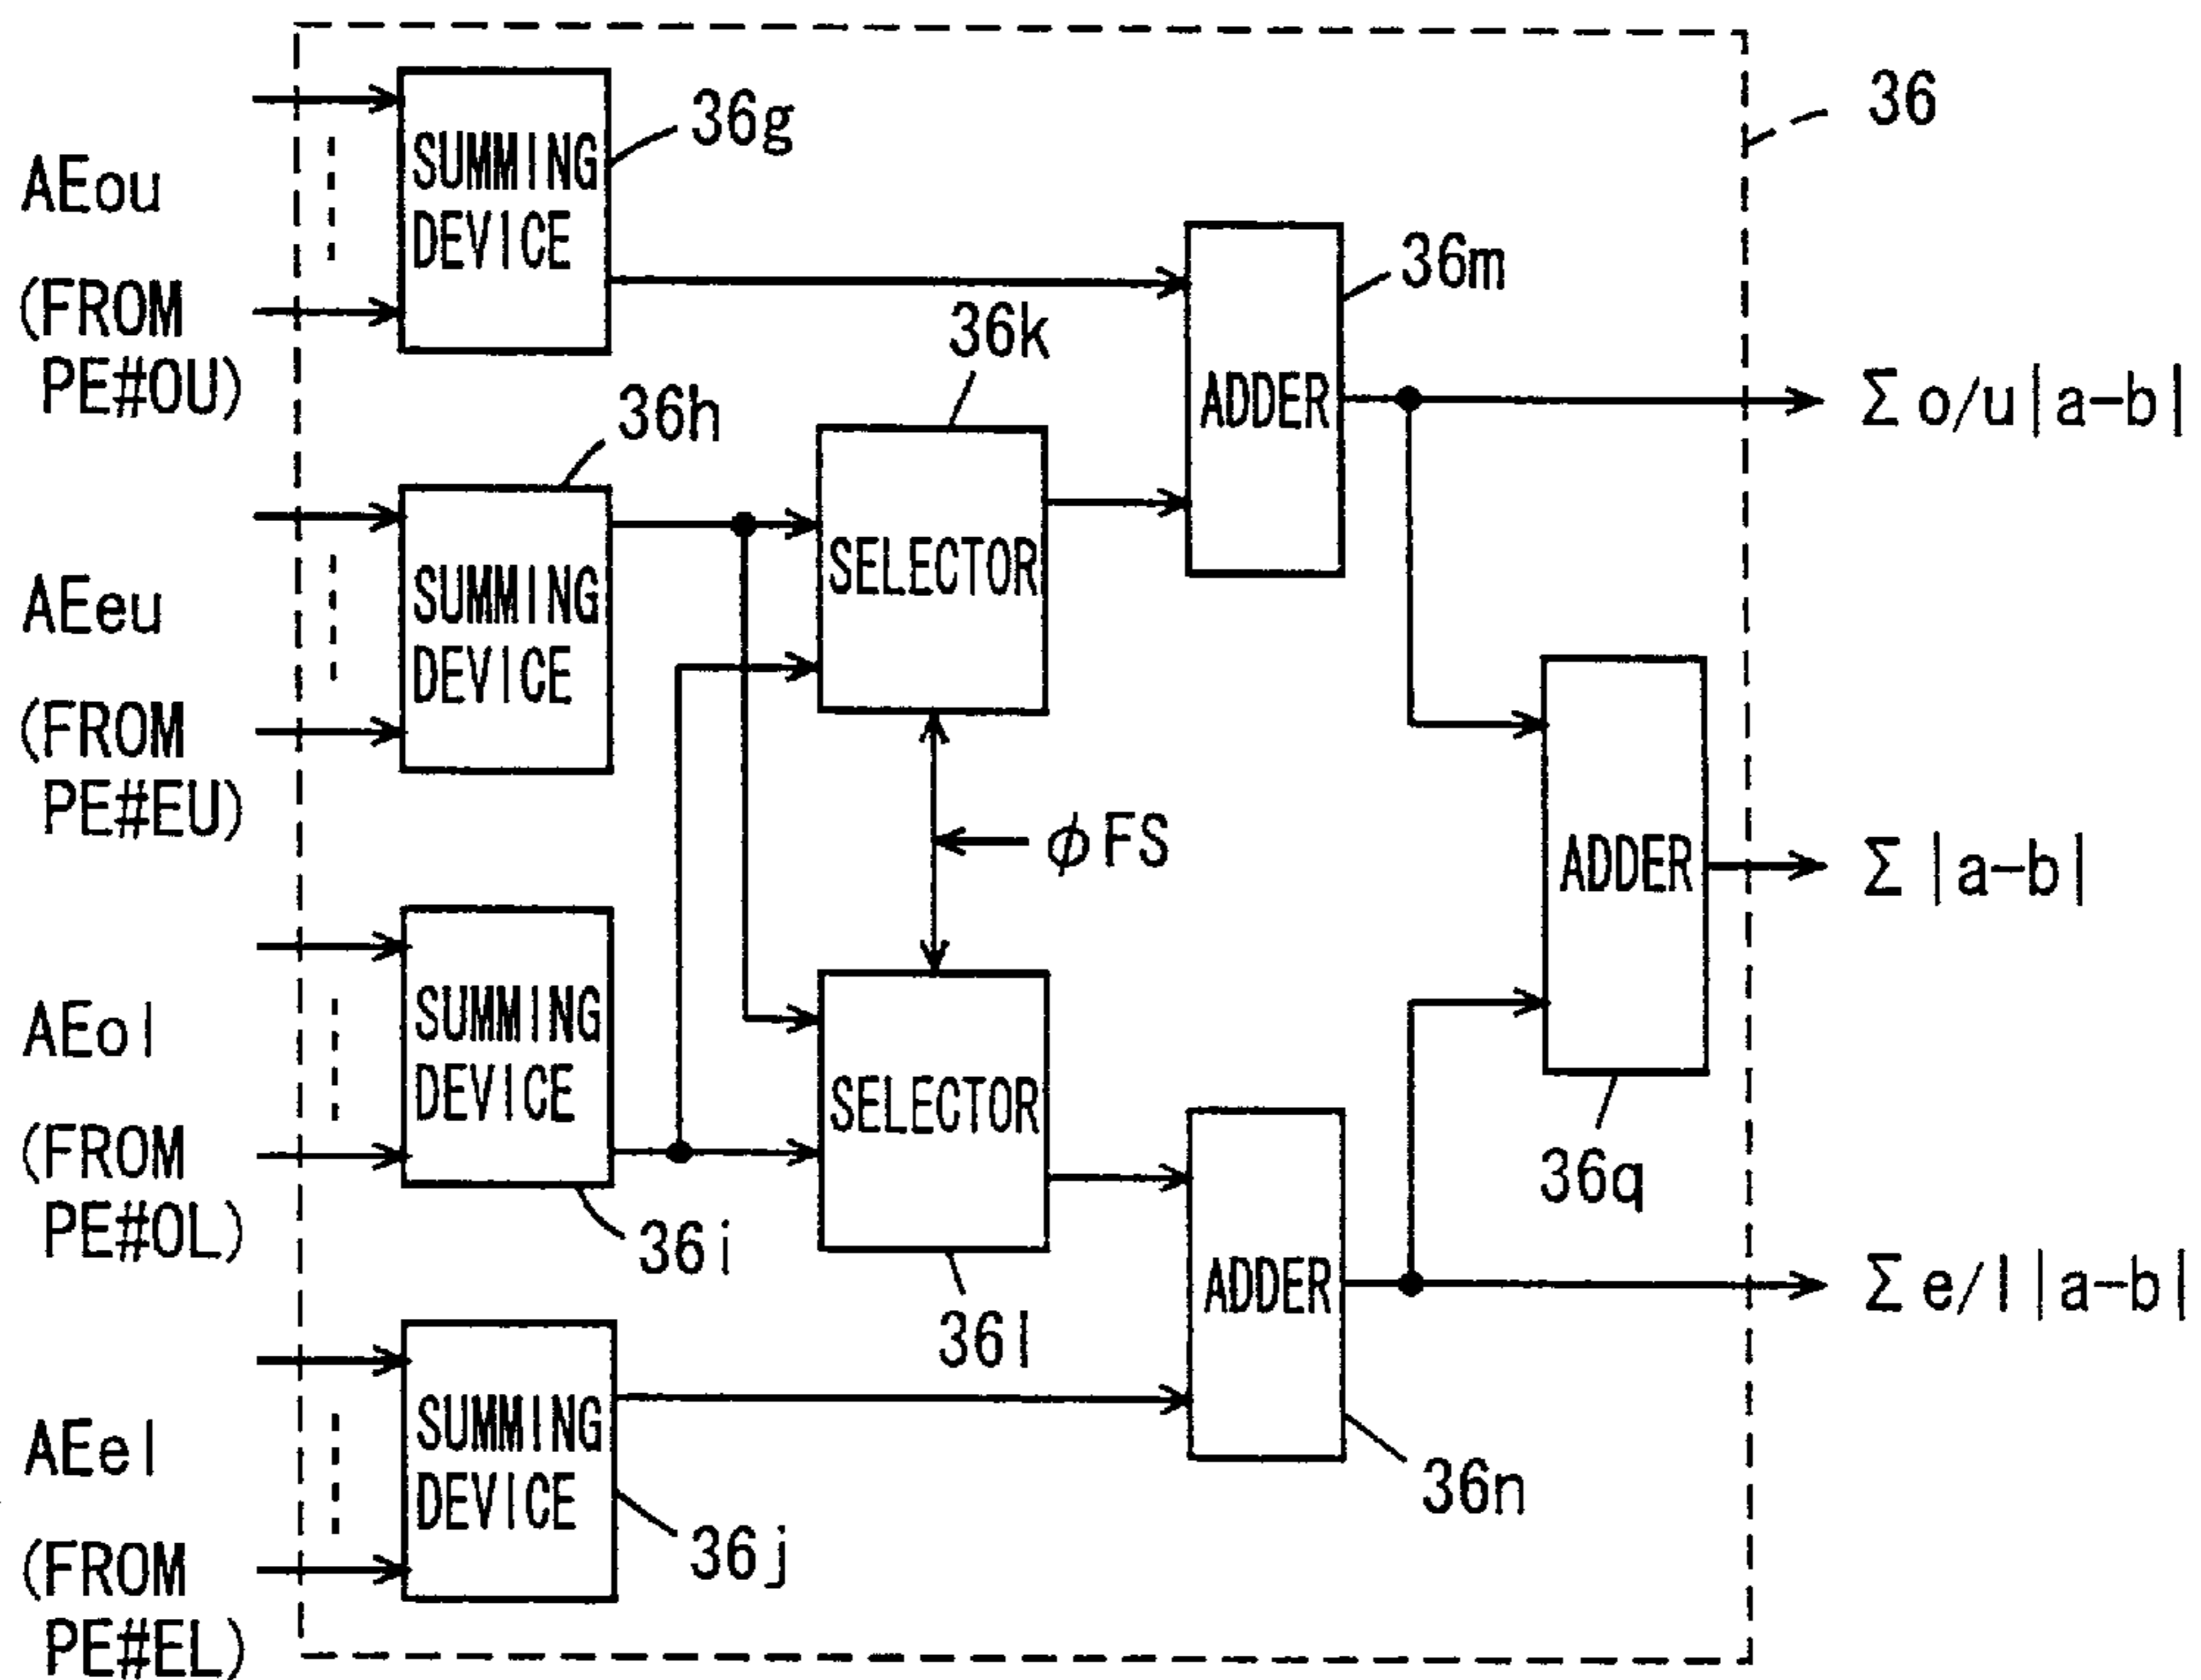 36
SUMMING
DEVICE
36g
AEou
(FROM
PE#OU)
36m
36k
ADDER
Σo/u|a-b|
36h
SUMMING
DEVICE
SELECTOR
AEeu
(FROM
PE#EU)
φFS
ADDER
Σ|a-b|
SUMMING
DEVICE
AEol
(FROM
PE#OL)
SELECTOR
36q
36i
ADDER
Σe/l|a-b|
36l
SUMMING
DEVICE
AEel
(FROM
PE#EL)
36n
36j